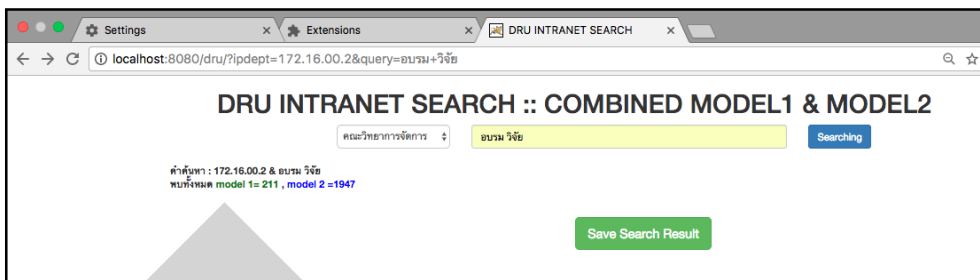 Settings
Extensions
DRU INTRANET SEARCH
localhost:8080/dru/?ipdept=172.16.00.2&query=อบรม+วิจัย
DRU INTRANET SEARCH :: COMBINED MODEL1 & MODEL2
คณะวิทยาการจัดการ อบรม วิจัย Searching
คำค้นหา : 172.16.00.2 & อบรม วิจัย
พบทั้งหมด model 1= 211 , model 2 =1947
Save Search Result